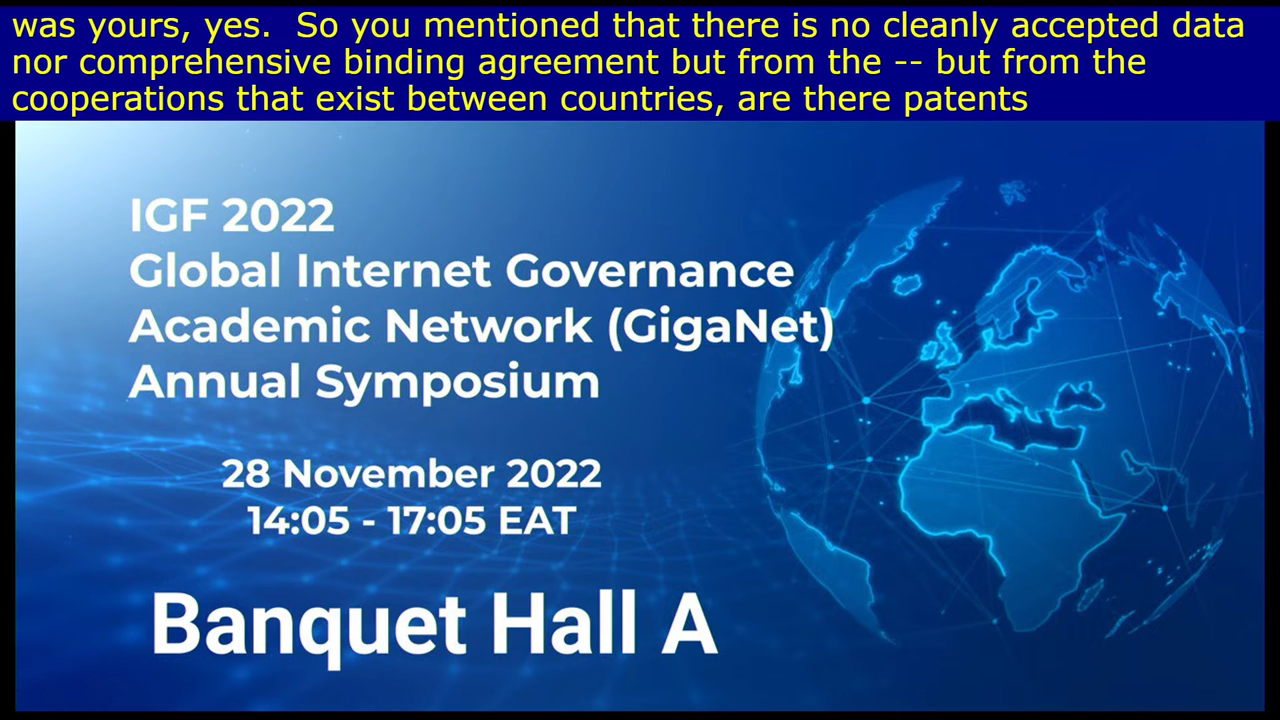 was yours, yes.  So you mentioned that there is no cleanly accepted data
nor comprehensive binding agreement but from the -- but from the
cooperations that exist between countries, are there patents
IGF 2022
Global Internet Governance
Academic Network (GigaNet)
Annual Symposium
28 November 2022
14:05 - 17:05 EAT
Banquet Hall A